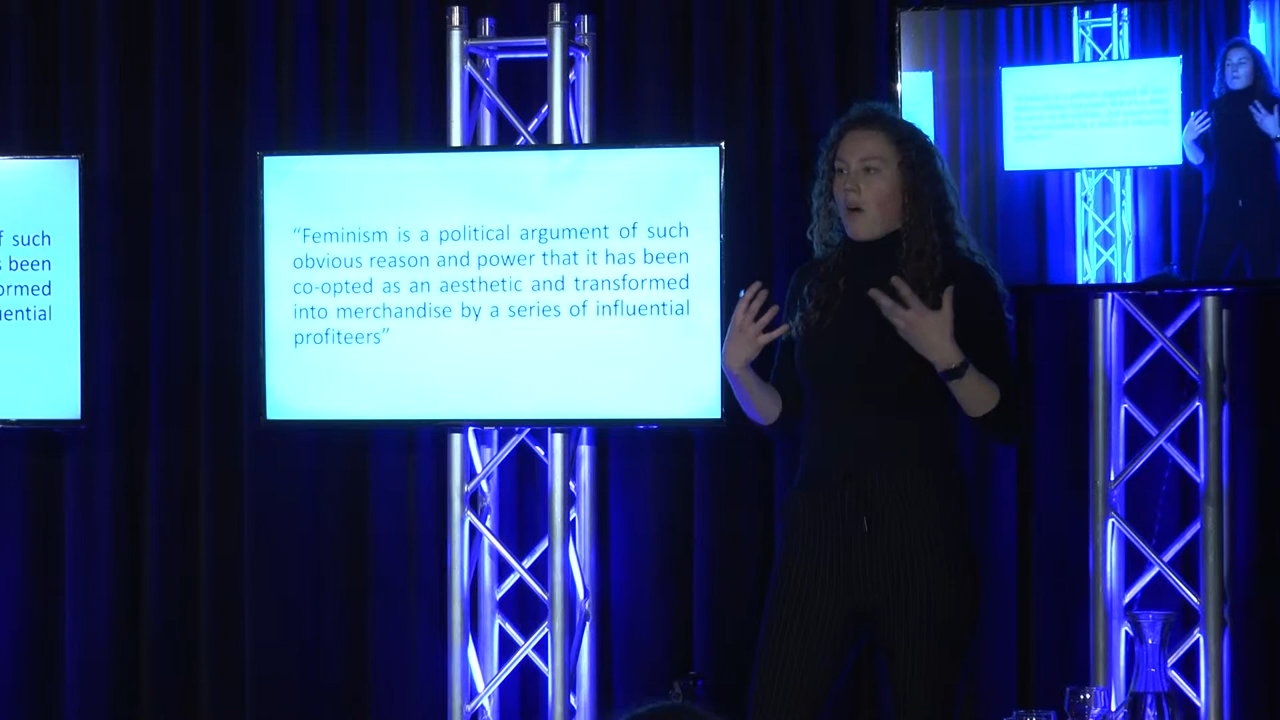 f such
s been
ormed
uential
“Feminism is a political argument of such
obvious reason and power that it has been
co-opted as an aesthetic and transformed
into merchandise by a series of influential
profiteers”